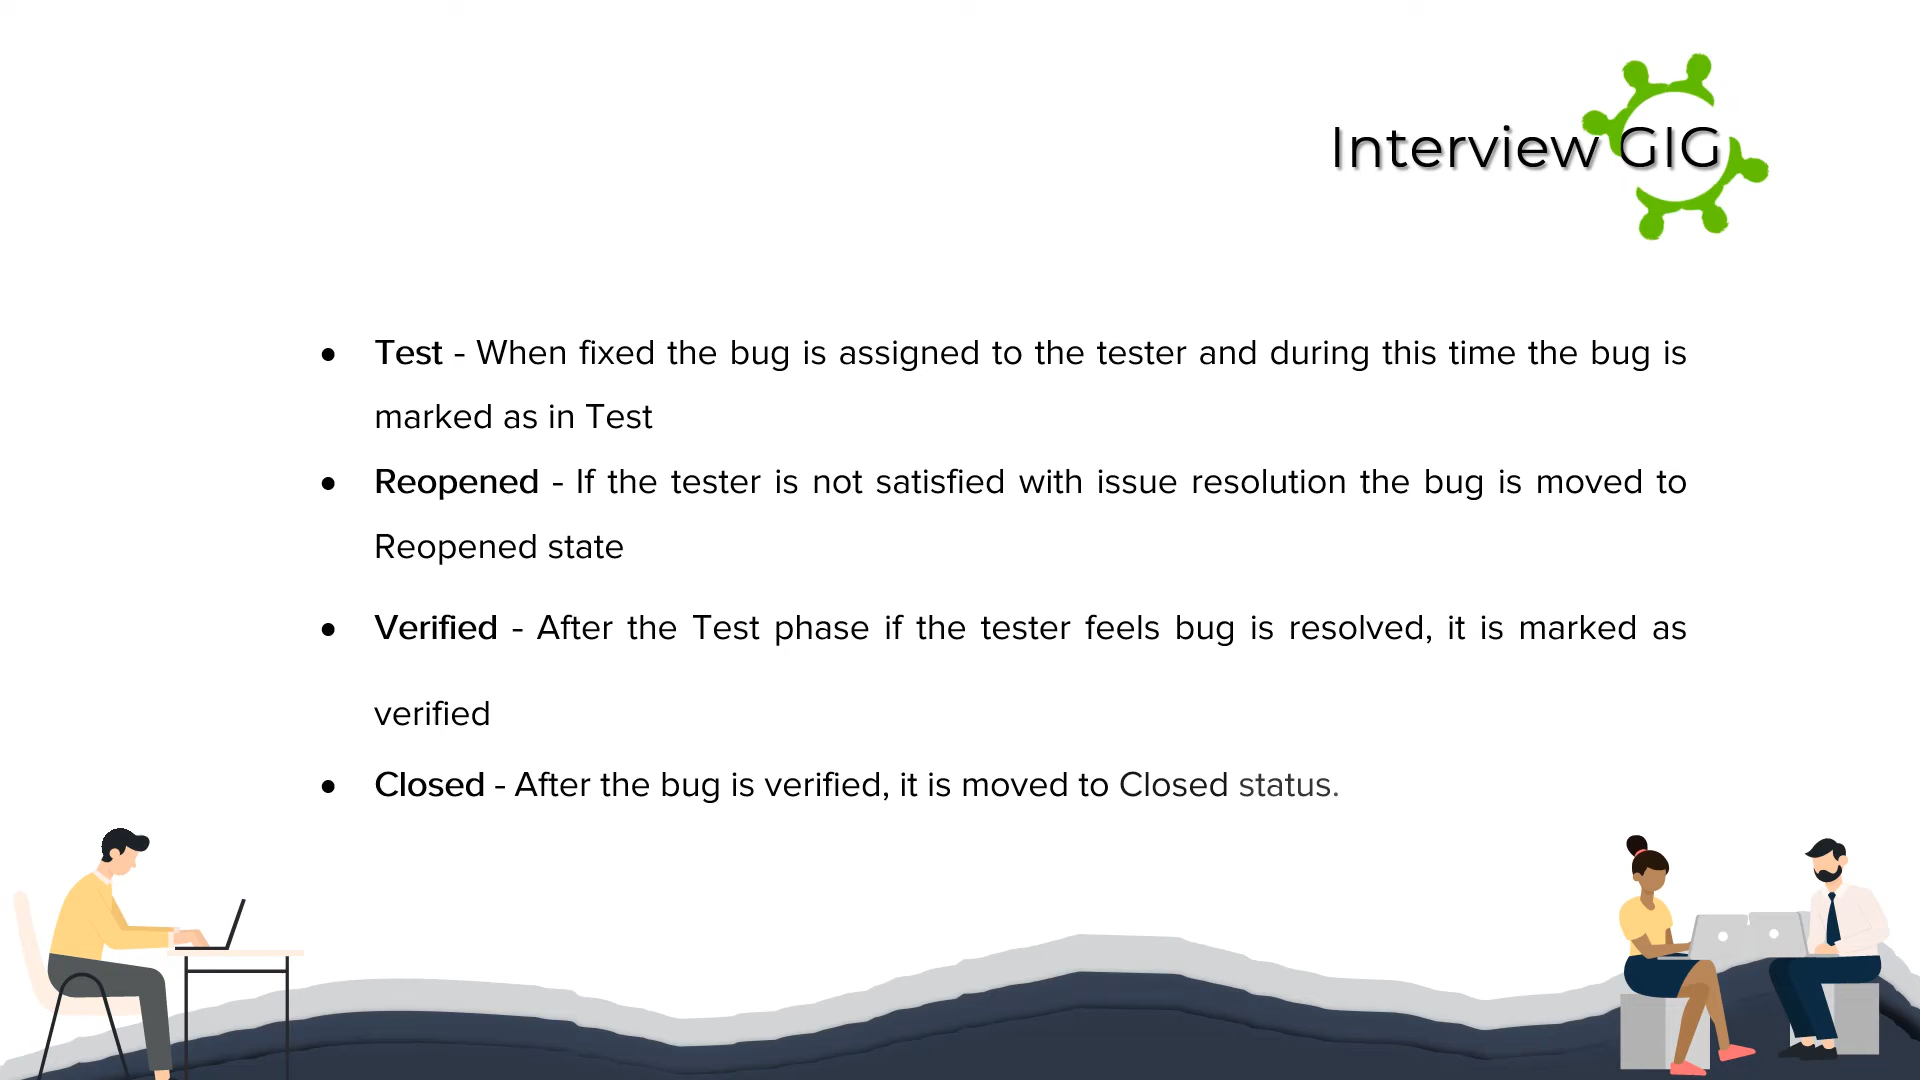 Interview GIG
• Test - When fixed the bug is assigned to the tester and during this time the bug is
marked as in Test
• Reopened - If the tester is not satisfied with issue resolution the bug is moved to
Reopened state
• Verified - After the Test phase if the tester feels bug is resolved, it is marked as
verified
• Closed - After the bug is verified, it is moved to Closed status.